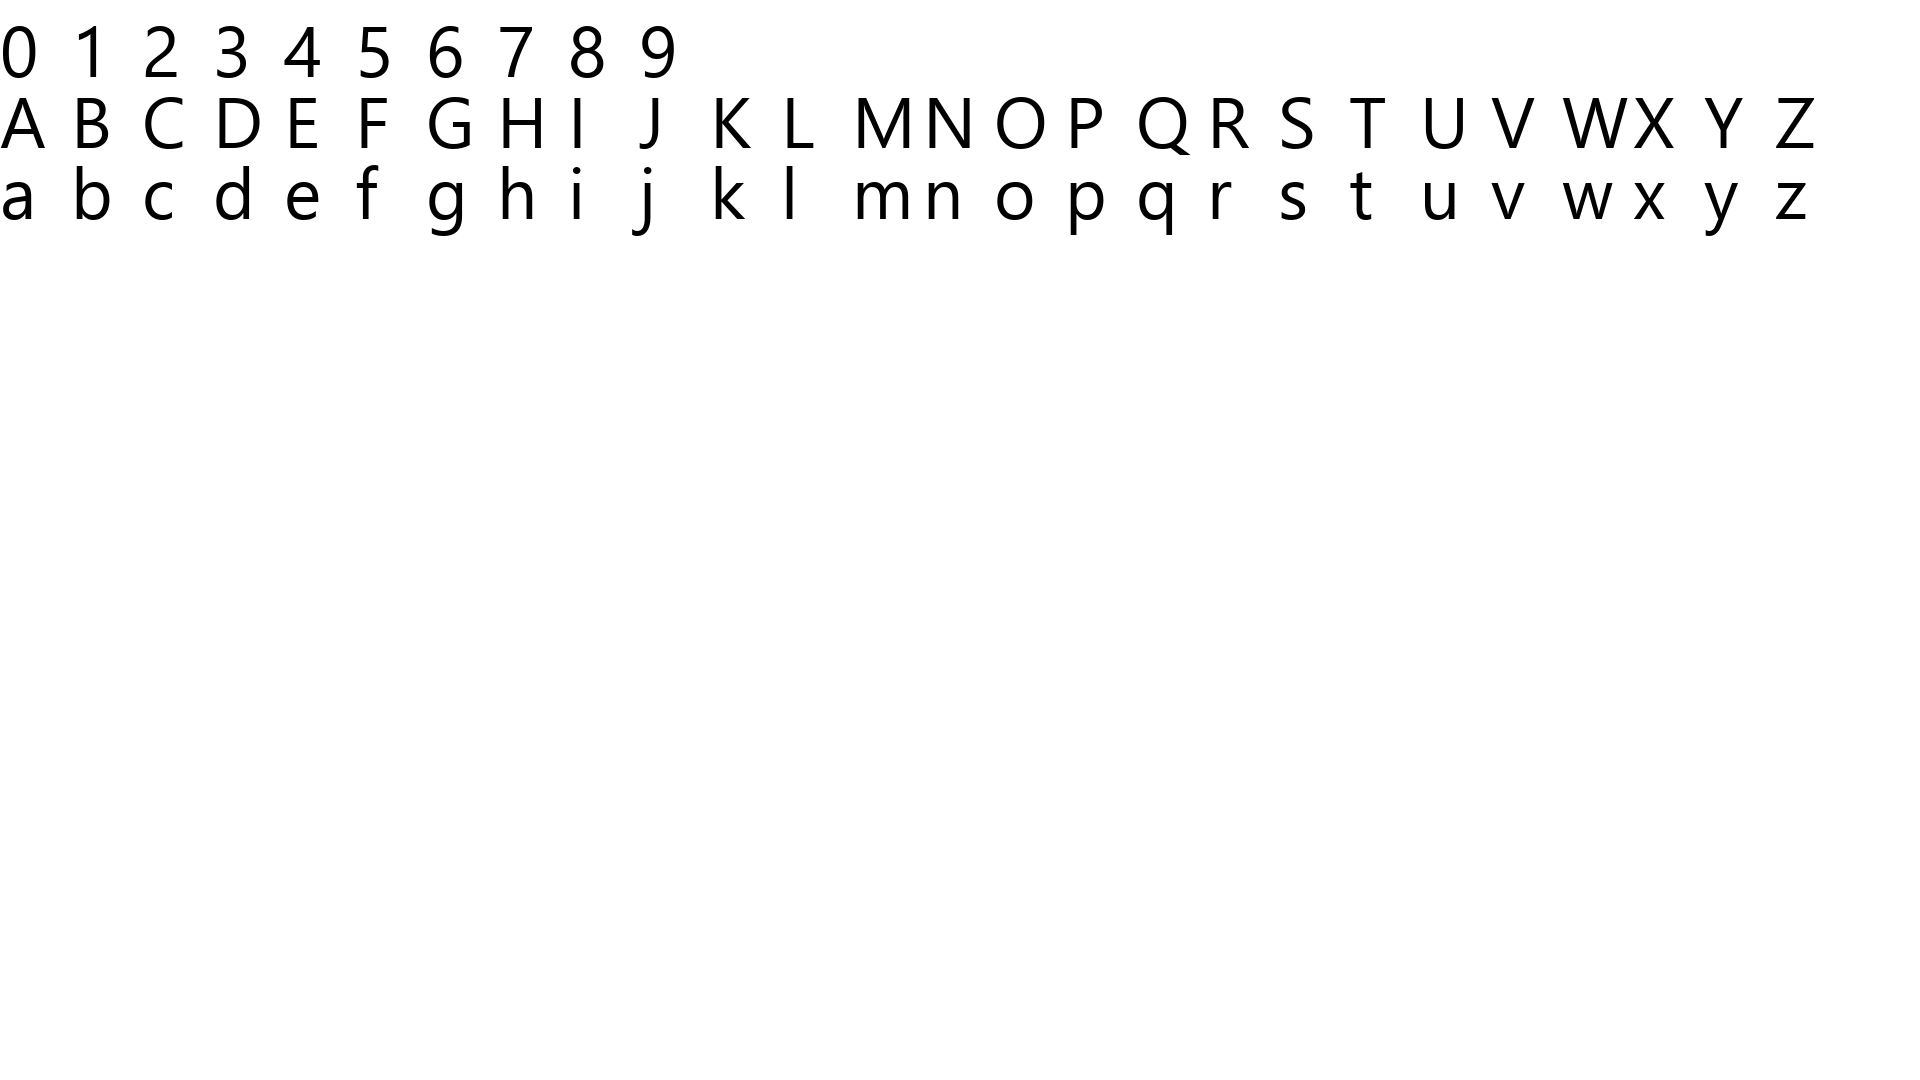 0 1 2 3 4 5 6 7 8 9
A B C D E F G H I J K L M N O P Q R S T U V W X Y Z
a b c d e f g h i j k l m n o p q r s t u v w x y z